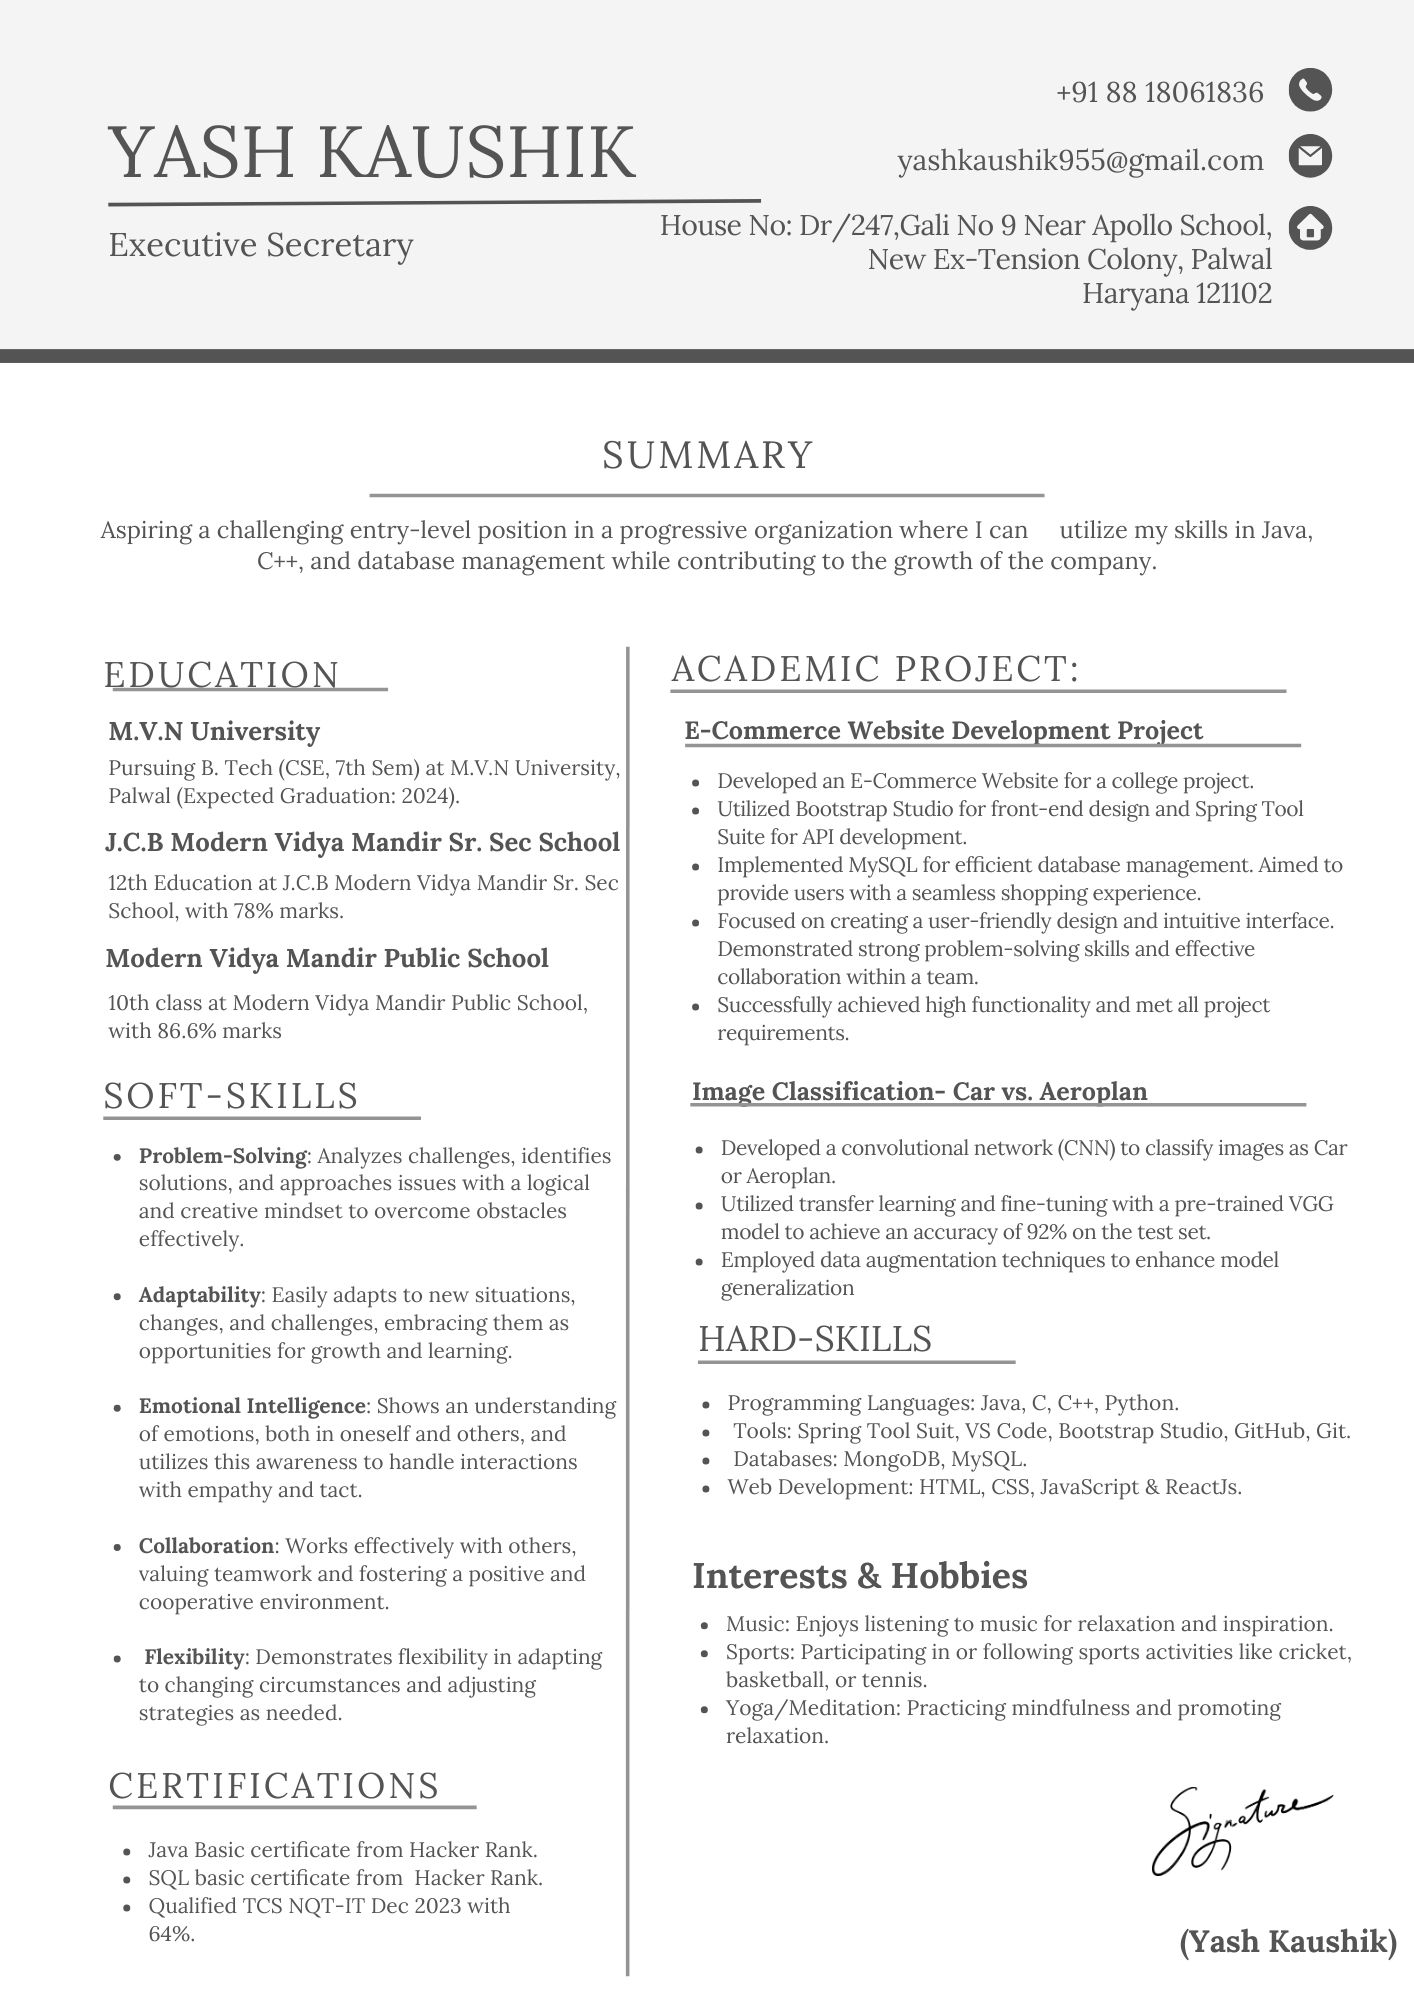 YASH KAUSHIK
Executive Secretary
+91 88 18061836
yashkaushik955@gmail.com
House No: Dr/247,Gali No 9 Near Apollo School,
New Ex-Tension Colony, Palwal
Haryana 121102
SUMMARY
Aspiring a challenging entry-level position in a progressive organization where I can utilize my skills in Java,
C++, and database management while contributing to the growth of the company.
EDUCATION
M.V.N University
Pursuing B. Tech (CSE, 7th Sem) at M.V.N University,
Palwal (Expected Graduation: 2024).
J.C.B Modern Vidya Mandir Sr. Sec School
12th Education at J.C.B Modern Vidya Mandir Sr. Sec
School, with 78% marks.
Modern Vidya Mandir Public School
10th class at Modern Vidya Mandir Public School,
with 86.6% marks
SOFT-SKILLS
• Problem-Solving: Analyzes challenges, identifies
solutions, and approaches issues with a logical
and creative mindset to overcome obstacles
effectively.
• Adaptability: Easily adapts to new situations,
changes, and challenges, embracing them as
opportunities for growth and learning.
• Emotional Intelligence: Shows an understanding
of emotions, both in oneself and others, and
utilizes this awareness to handle interactions
with empathy and tact.
• Collaboration: Works effectively with others,
valuing teamwork and fostering a positive and
cooperative environment.
• Flexibility: Demonstrates flexibility in adapting
to changing circumstances and adjusting
strategies as needed.
CERTIFICATIONS
• Java Basic certificate from Hacker Rank.
• SQL basic certificate from Hacker Rank.
• Qualified TCS NQT-IT Dec 2023 with
64%.
ACADEMIC PROJECT:
E-Commerce Website Development Project
• Developed an E-Commerce Website for a college project.
• Utilized Bootstrap Studio for front-end design and Spring Tool
Suite for API development.
• Implemented MySQL for efficient database management. Aimed to
provide users with a seamless shopping experience.
• Focused on creating a user-friendly design and intuitive interface.
Demonstrated strong problem-solving skills and effective
collaboration within a team.
• Successfully achieved high functionality and met all project
requirements.
Image Classification- Car vs. Aeroplan
• Developed a convolutional network (CNN) to classify images as Car
or Aeroplan.
• Utilized transfer learning and fine-tuning with a pre-trained VGG
model to achieve an accuracy of 92% on the test set.
• Employed data augmentation techniques to enhance model
generalization
HARD-SKILLS
• Programming Languages: Java, C, C++, Python.
• Tools: Spring Tool Suit, VS Code, Bootstrap Studio, GitHub, Git.
• Databases: MongoDB, MySQL.
• Web Development: HTML, CSS, JavaScript & ReactJs.
Interests & Hobbies
• Music: Enjoys listening to music for relaxation and inspiration.
• Sports: Participating in or following sports activities like cricket,
basketball, or tennis.
• Yoga/Meditation: Practicing mindfulness and promoting
relaxation.
Signature
(Yash Kaushik)